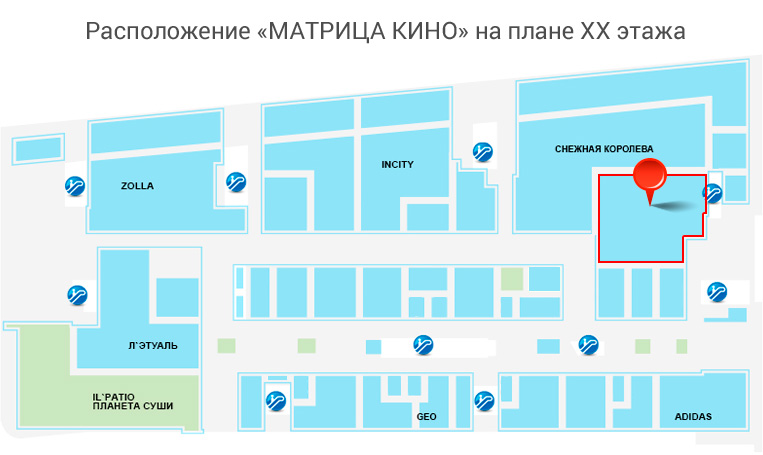 Расположение «МАТРИЦА КИНО» на плане XX этажа
СНЕЖНАЯ КОРОЛЕВА
INCITY
ZOLLA
Л`ЭТУАЛЬ
IL`PATIO
ПЛАНЕТА СУШИ
GEO
ADIDAS